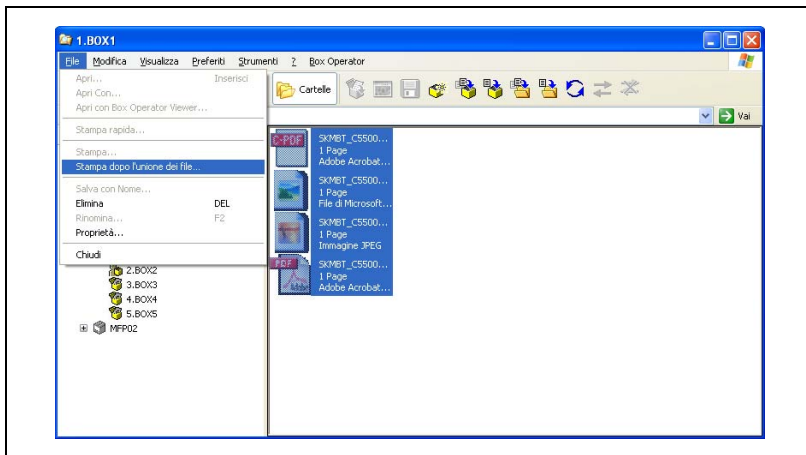 1.BOX1
File Modifica Visualizza Preferiti Strumenti ? Box Operator
Apri... Inserisci
Apri Con...
Apri con Box Operator Viewer...
Stampa rapida...
Stampa...
Stampa dopo l'unione dei file...
Salva con Nome...
Elimina DEL
Rinomina... F2
Proprietà...
Chiudi
Cartelle
Vai
2.BOX2
3.BOX3
4.BOX4
5.BOX5
MFP02
C-PDF
SKMBT_C5500...
1 Page
Adobe Acrobat...
SKMBT_C5500...
1 Page
File di Microsoft...
SKMBT_C5500...
1 Page
Immagine JPEG
PDF
Adobe
SKMBT_C5500...
1 Page
Adobe Acrobat...